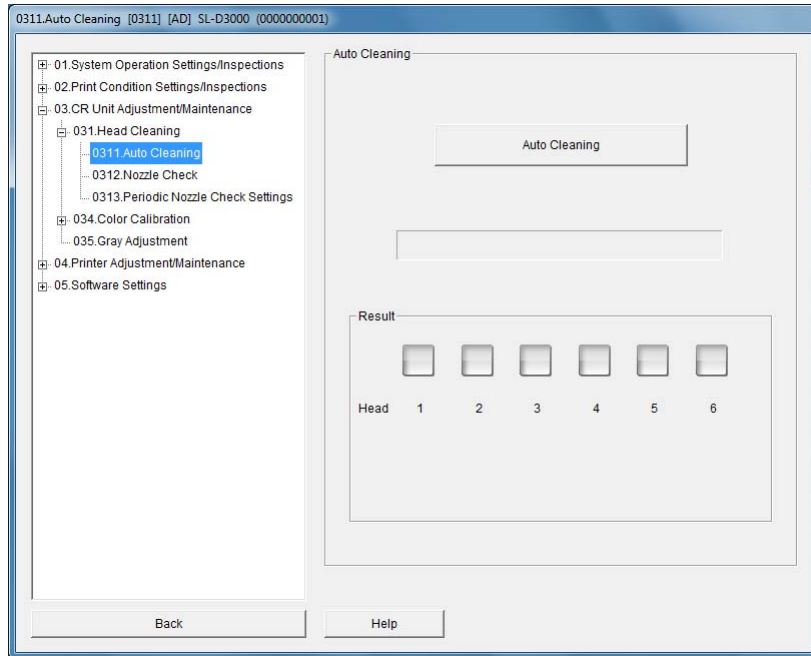 0311.Auto Cleaning [0311] [AD] SL-D3000 (0000000001)
01.System Operation Settings/Inspections
02.Print Condition Settings/Inspections
03.CR Unit Adjustment/Maintenance
031.Head Cleaning
0311.Auto Cleaning
0312.Nozzle Check
0313.Periodic Nozzle Check Settings
034.Color Calibration
035.Gray Adjustment
04.Printer Adjustment/Maintenance
05.Software Settings
Auto Cleaning
Auto Cleaning
Result
Head 1 2 3 4 5 6
Back
Help